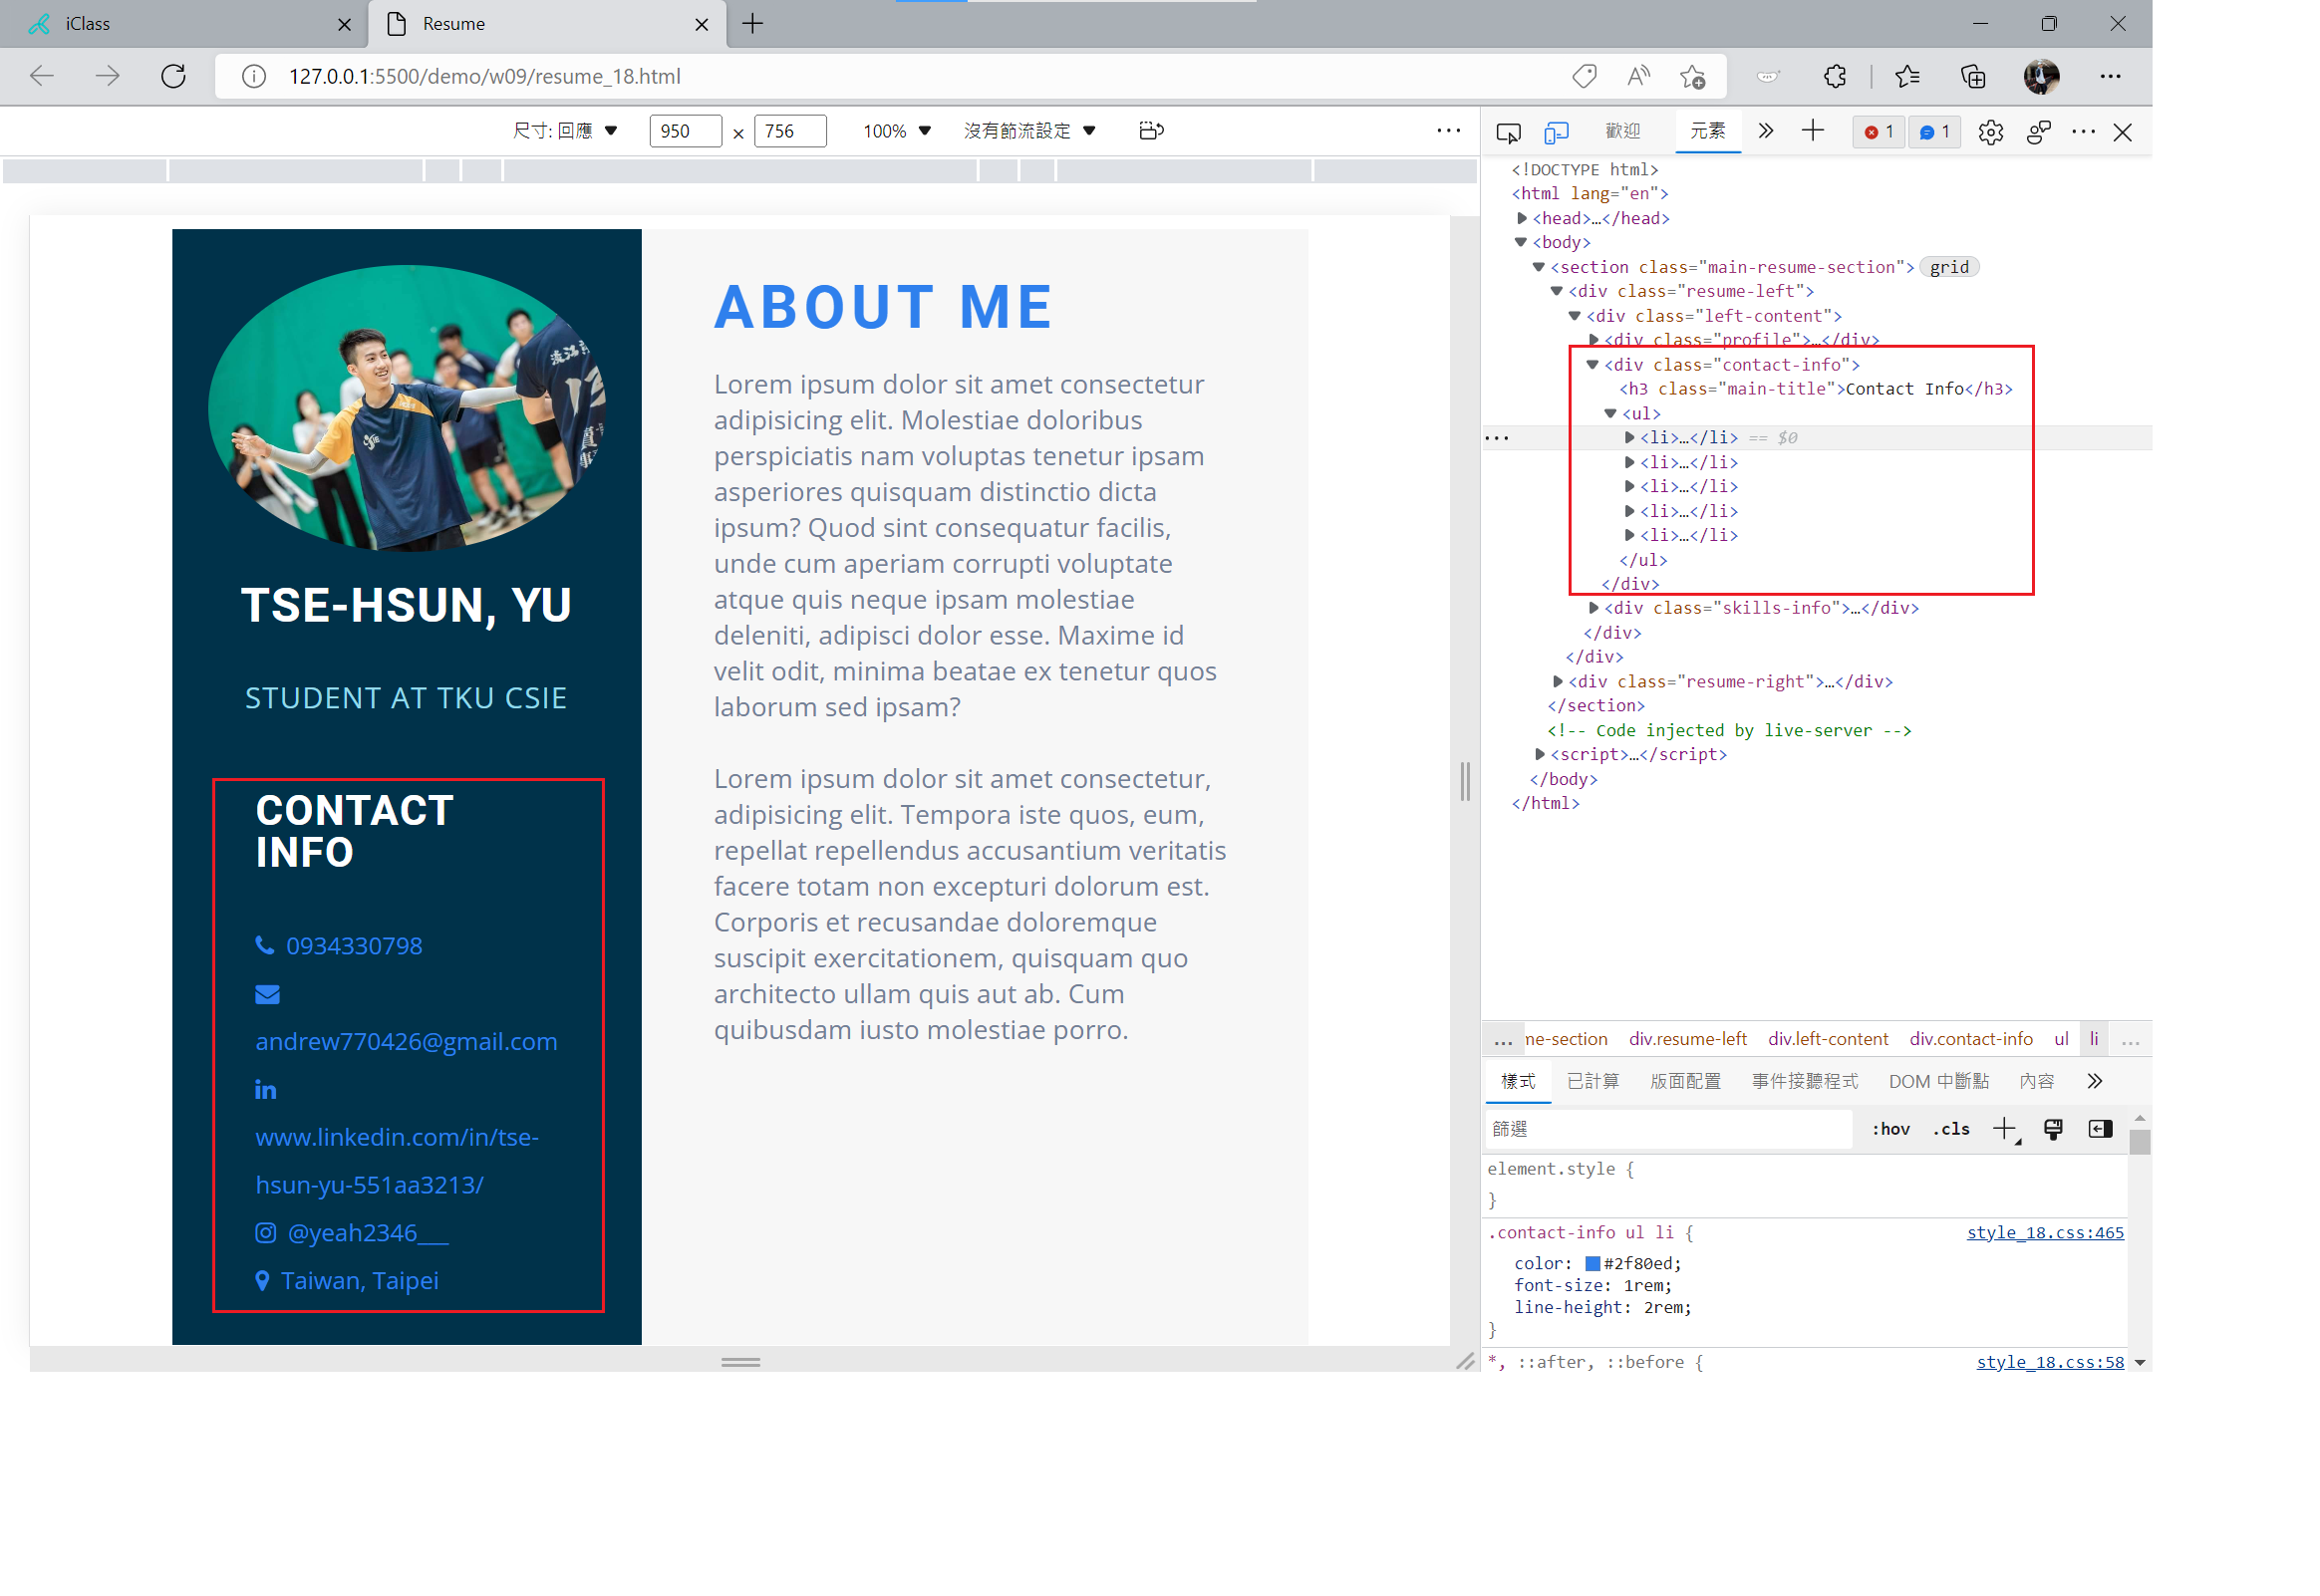 iClass
Resume
127.0.0.1:5500/demo/w09/resume_18.html
尺寸: 回應
950
×
756
100%
沒有節流設定
歡迎
元素
1
1
ABOUT ME
Lorem ipsum dolor sit amet consectetur
adipisicing elit. Molestiae doloribus
perspiciatis nam voluptas tenetur ipsam
asperiores quisquam distinctio dicta
ipsum? Quod sint consequatur facilis,
unde cum aperiam corrupti voluptate
atque quis neque ipsam molestiae
deleniti, adipisci dolor esse. Maxime id
velit odit, minima beatae ex tenetur quos
laborum sed ipsam?
Lorem ipsum dolor sit amet consectetur,
adipisicing elit. Tempora iste quos, eum,
repellat repellendus accusantium veritatis
facere totam non excepturi dolorum est.
Corporis et recusandae doloremque
suscipit exercitationem, quisquam quo
architecto ullam quis aut ab. Cum
quibusdam iusto molestiae porro.
TSE-HSUN, YU
STUDENT AT TKU CSIE
CONTACT
INFO
0934330798
andrew770426@gmail.com
www.linkedin.com/in/tse-
hsun-yu-551aa3213/
@yeah2346___
Taiwan, Taipei
<!DOCTYPE html>
<html lang="en">
<head>…</head>
<body>
<section class="main-resume-section"> grid
<div class="resume-left">
<div class="left-content">
<div class="profile">…</div>
<div class="contact-info">
<h3 class="main-title">Contact Info</h3>
<ul>
<li>…</li> == $0
<li>…</li>
<li>…</li>
<li>…</li>
<li>…</li>
</ul>
</div>
<div class="skills-info">…</div>
</div>
</div>
<div class="resume-right">…</div>
</section>
<!-- Code injected by live-server -->
<script>…</script>
</body>
</html>
... ne-section div.resume-left div.left-content div.contact-info ul li ...
樣式 已計算 版面配置 事件接聽程式 DOM 中斷點 內容
篩選 :hov .cls
element.style {
}
.contact-info ul li { style_18.css:465
color: #2f80ed;
font-size: 1rem;
line-height: 2rem;
}
*, ::after, ::before { style_18.css:58